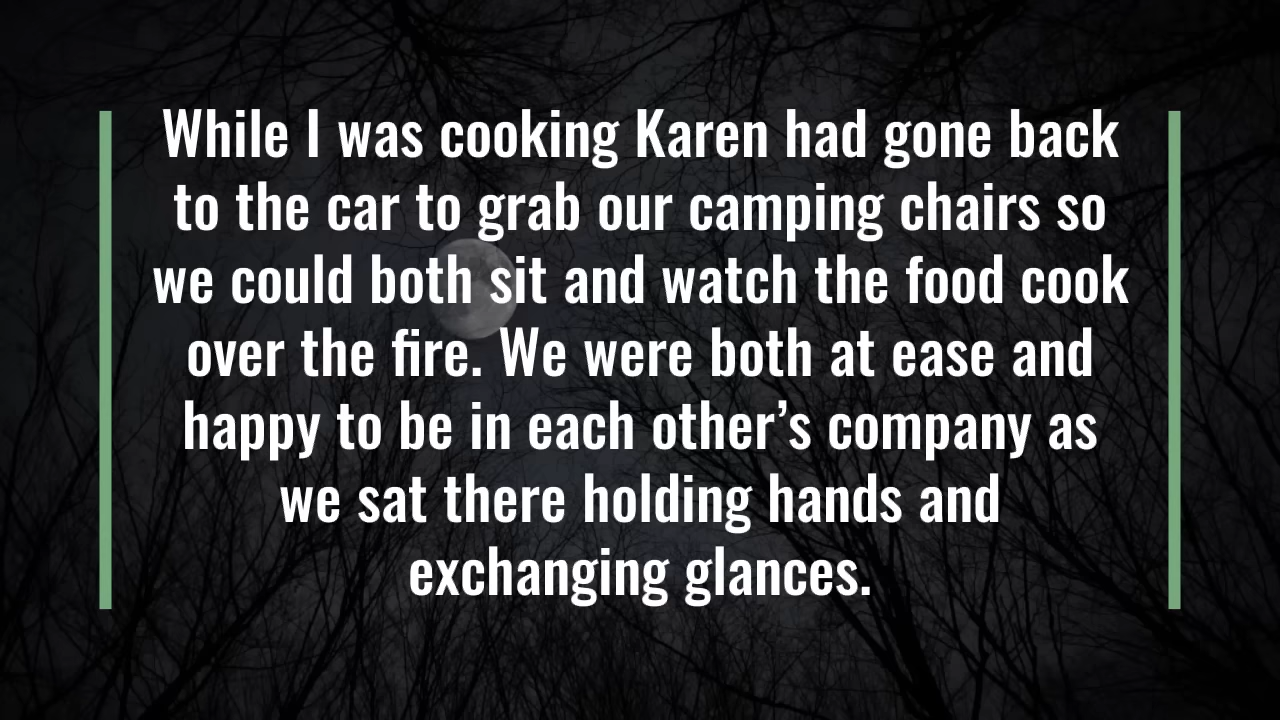 While I was cooking Karen had gone back
to the car to grab our camping chairs so
we could both sit and watch the food cook
over the fire. We were both at ease and
happy to be in each other’s company as
we sat there holding hands and
exchanging glances.